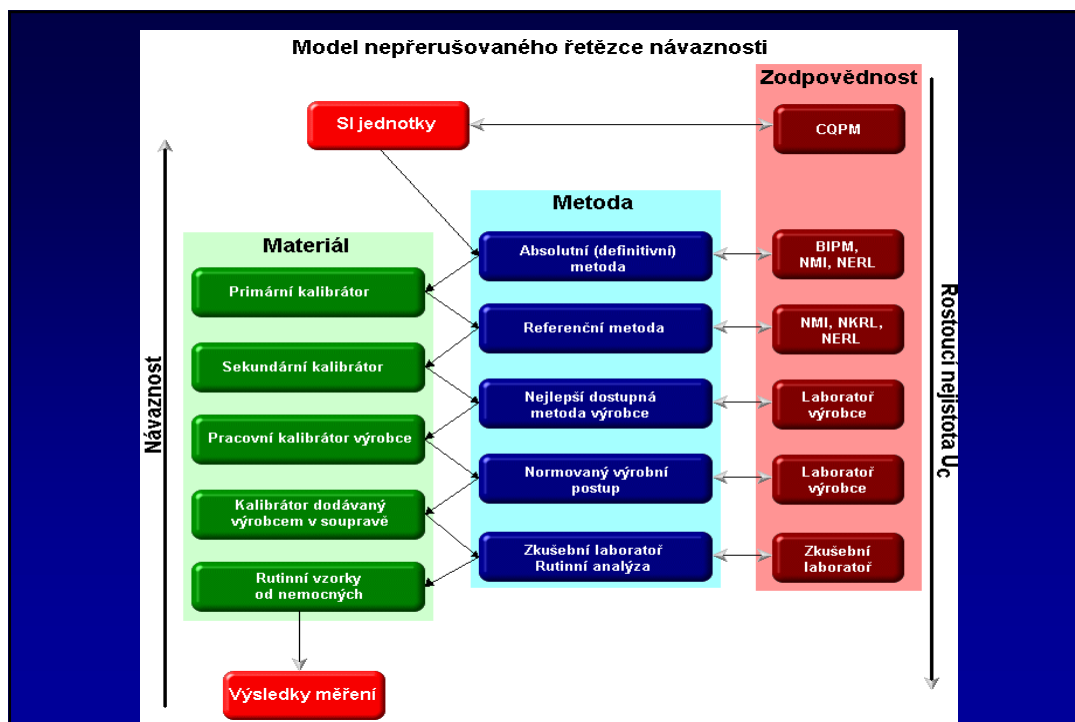 Model nepřerušovaného řetězce návaznosti
Zodpovědnost
SI jednotky
CQPM
Metoda
Materiál
Absolutní (definitivní)
metoda
BIPM,
NMI, NERL
Primární kalibrátor
Referenční metoda
NMI, NKRL,
NERL
Sekundární kalibrátor
Nejlepší dostupná
metoda výrobce
Laboratoř
výrobce
Pracovní kalibrátor výrobce
Normovaný výrobní
postup
Laboratoř
výrobce
Kalibrátor dodávaný
výrobcem v soupravě
Zkušební laboratoř
Rutinní analýza
Zkušební
laboratoř
Rutinní vzorky
od nemocných
Výsledky měření
Návaznost
Rostoucí nejistota Uc